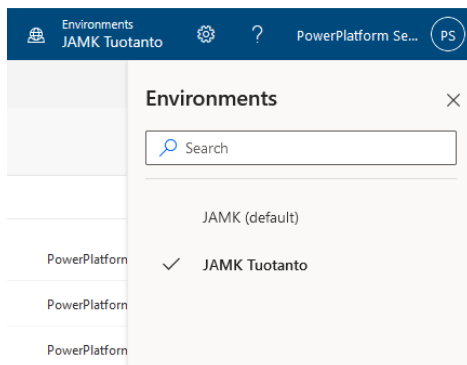 Environments
JAMK Tuotanto
?
PowerPlatform Se...
PS
Environments
Search
JAMK (default)
JAMK Tuotanto
PowerPlatforn
PowerPlatforn
PowerPlatforn